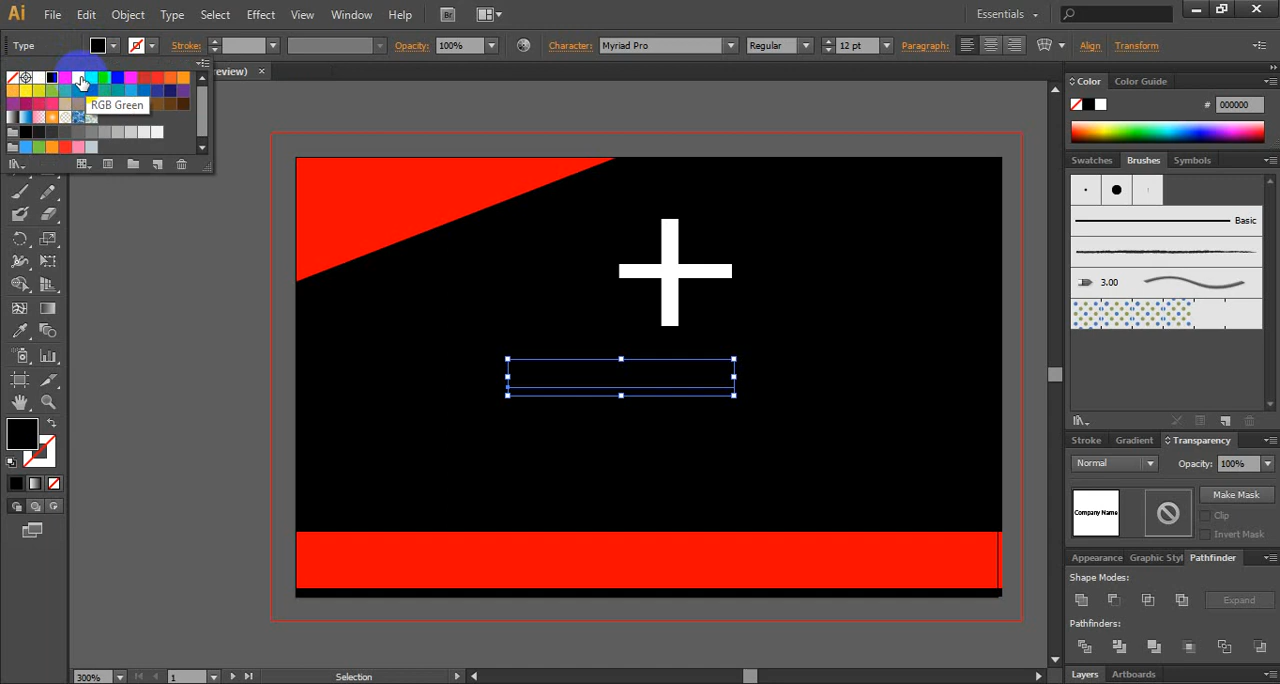 Ai File Edit Object Type Select Effect View Window Help Br Essentials
Type Stroke: Opacity: 100% Character: Myriad Pro Regular 12 pt Paragraph: Align Transform
review)
RGB Green
Color Color Guide
# 000000
Swatches Brushes Symbols
Basic
3.00
Stroke Gradient Transparency
Normal Opacity: 100%
Make Mask
Company Name
Clip
Invert Mask
Appearance Graphic Styl Pathfinder
Shape Modes:
Expand
Pathfinders:
Layers Artboards
300% 1 Selection